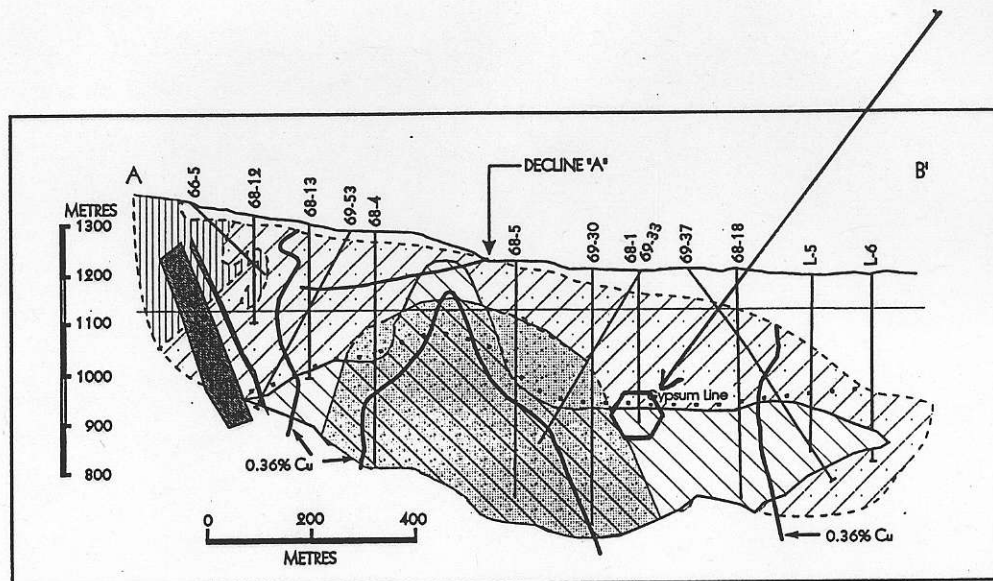 A
B'
DECLINE "A"
METRES
1300
1200
1100
1000
900
800
66-5
68-12
68-13
69-53
68-4
68-5
69-30
68-1
69-33
69-37
68-18
L-5
L-6
Gypsum Line
0.36% Cu
0.36% Cu
0 200 400
METRES